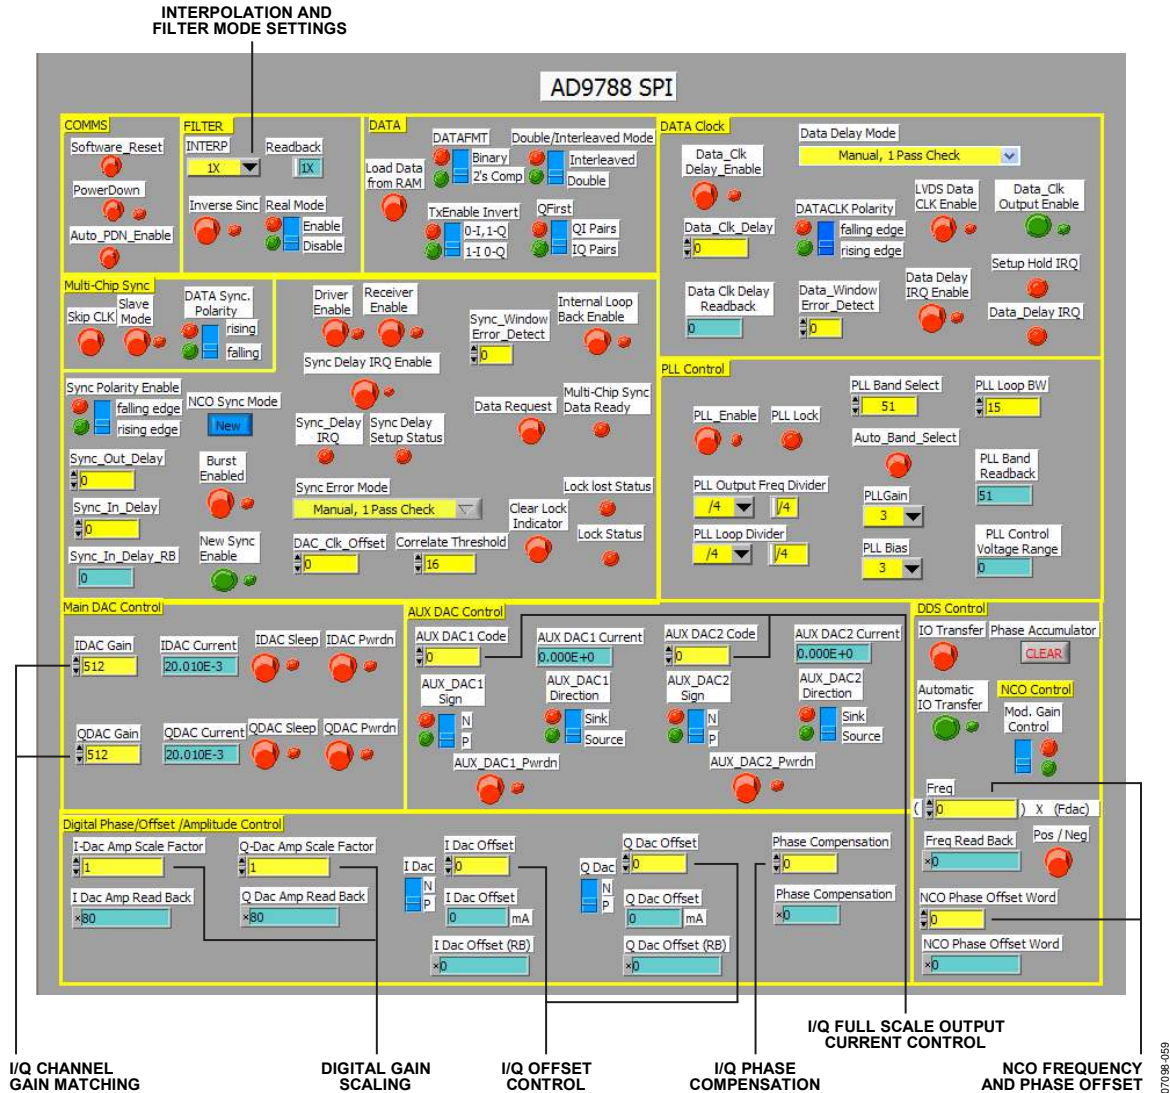 INTERPOLATION AND
FILTER MODE SETTINGS
AD9788 SPI
COMMS
Software_Reset
PowerDown
Auto_PDN_Enable
FILTER
INTERP
1X
Readback
1X
Inverse Sinc
Real Mode
Enable
Disable
DATA
Load Data
from RAM
DATAFMT
Binary
2's Comp
Double/Interleaved Mode
Interleaved
Double
TxEnable Invert
0-I, 1-Q
1-I 0-Q
QFirst
QI Pairs
IQ Pairs
DATA Clock
Data_Clk
Delay_Enable
Data Delay Mode
Manual, 1 Pass Check
Data_Clk_Delay
0
DATACLK Polarity
falling edge
rising edge
LVDS Data
CLK Enable
Data_Clk
Output Enable
Data Clk Delay
Readback
0
Data_Window
Error_Detect
0
Data Delay
IRQ Enable
Setup Hold IRQ
Data_Delay IRQ
Multi-Chip Sync
Skip CLK
Slave
Mode
DATA Sync.
Polarity
rising
falling
Driver
Enable
Receiver
Enable
Sync_Window
Error_Detect
0
Internal Loop
Back Enable
Sync Delay IRQ Enable
Sync Polarity Enable
falling edge
rising edge
NCO Sync Mode
New
Sync_Delay
IRQ
Sync Delay
Setup Status
Data Request
Multi-Chip Sync
Data Ready
Sync_Out_Delay
0
Burst
Enabled
Sync_In_Delay
0
Sync Error Mode
Manual, 1 Pass Check
Clear Lock
Indicator
Lock lost Status
Lock Status
Sync_In_Delay_RB
0
New Sync
Enable
DAC_Clk_Offset
0
Correlate Threshold
16
PLL Control
PLL_Enable
PLL Lock
PLL Band Select
51
PLL Loop BW
15
Auto_Band_Select
PLL Band
Readback
51
PLL Output Freq Divider
/4
/4
PLLGain
3
PLL Loop Divider
/4
/4
PLL Bias
3
PLL Control
Voltage Range
0
Main DAC Control
IDAC Gain
512
IDAC Current
20.010E-3
IDAC Sleep
IDAC Pwrdn
QDAC Gain
512
QDAC Current
20.010E-3
QDAC Sleep
QDAC Pwrdn
AUX DAC Control
AUX DAC1 Code
0
AUX DAC1 Current
0.000E+0
AUX DAC2 Code
0
AUX DAC2 Current
0.000E+0
AUX_DAC1
Sign
N
P
AUX_DAC1
Direction
Sink
Source
AUX_DAC2
Sign
N
P
AUX_DAC2
Direction
Sink
Source
AUX_DAC1_Pwrdn
AUX_DAC2_Pwrdn
DDS Control
IO Transfer
Phase Accumulator
CLEAR
Automatic
IO Transfer
NCO Control
Mod. Gain
Control
Freq
( 0 ) X (Fdac)
Freq Read Back
×0
Pos / Neg
NCO Phase Offset Word
0
NCO Phase Offset Word
×0
Digital Phase/Offset /Amplitude Control
I-Dac Amp Scale Factor
1
Q-Dac Amp Scale Factor
1
I Dac Amp Read Back
×80
Q Dac Amp Read Back
×80
I Dac
N
P
I Dac Offset
0
I Dac Offset
0 mA
I Dac Offset (RB)
×0
Q Dac
N
P
Q Dac Offset
0
Q Dac Offset
0 mA
Q Dac Offset (RB)
×0
Phase Compensation
0
Phase Compensation
×0
I/Q FULL SCALE OUTPUT
CURRENT CONTROL
I/Q CHANNEL
GAIN MATCHING
DIGITAL GAIN
SCALING
I/Q OFFSET
CONTROL
I/Q PHASE
COMPENSATION
NCO FREQUENCY
AND PHASE OFFSET
07098-059